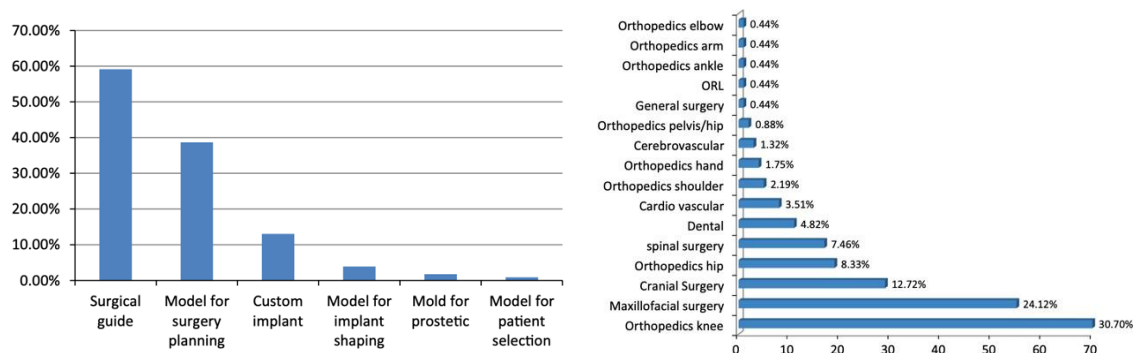 70.00%
60.00%
50.00%
40.00%
30.00%
20.00%
10.00%
0.00%
Surgical guide
Model for surgery planning
Custom implant
Model for implant shaping
Mold for prostetic
Model for patient selection
Orthopedics elbow 0.44%
Orthopedics arm 0.44%
Orthopedics ankle 0.44%
ORL 0.44%
General surgery 0.44%
Orthopedics pelvis/hip 0.88%
Cerebrovascular 1.32%
Orthopedics hand 1.75%
Orthopedics shoulder 2.19%
Cardio vascular 3.51%
Dental 4.82%
spinal surgery 7.46%
Orthopedics hip 8.33%
Cranial Surgery 12.72%
Maxillofacial surgery 24.12%
Orthopedics knee 30.70%
0 10 20 30 40 50 60 70